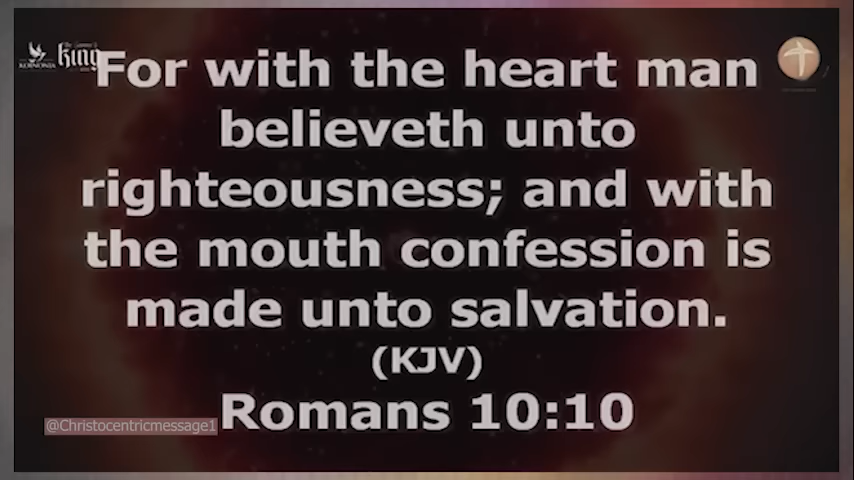 KOINONIA
King
For with the heart man
believeth unto
righteousness; and with
the mouth confession is
made unto salvation.
(KJV)
@Christocentricmessage1
Romans 10:10